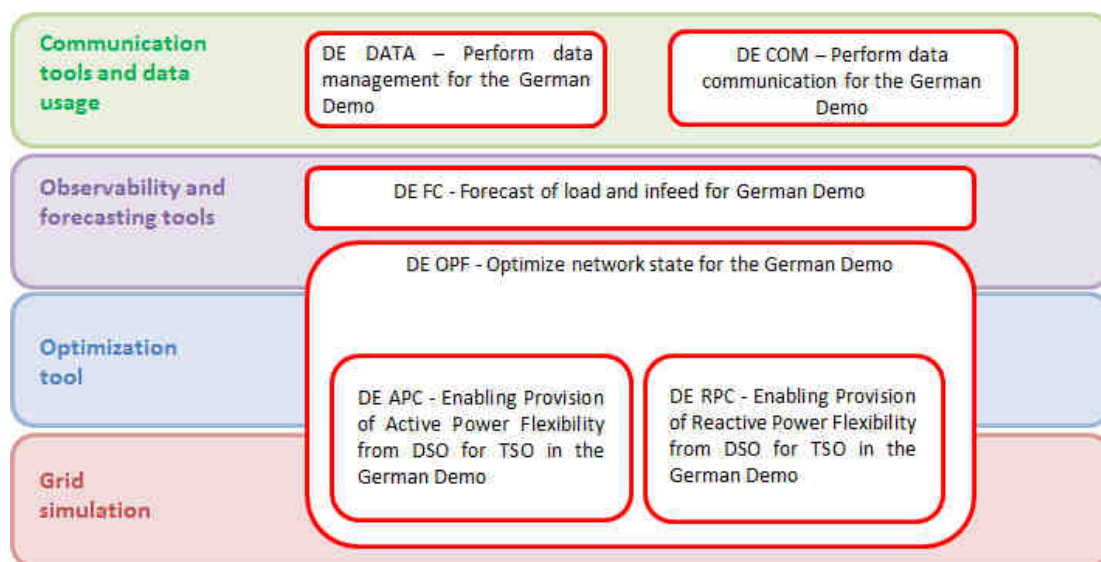 Communication
tools and data
usage
DE DATA – Perform data
management for the German
Demo
DE COM – Perform data
communication for the German
Demo
Observability and
forecasting tools
DE FC - Forecast of load and infeed for German Demo
DE OPF - Optimize network state for the German Demo
Optimization
tool
DE APC - Enabling Provision
of Active Power Flexibility
from DSO for TSO in the
German Demo
DE RPC - Enabling Provision
of Reactive Power Flexibility
from DSO for TSO in the
German Demo
Grid
simulation